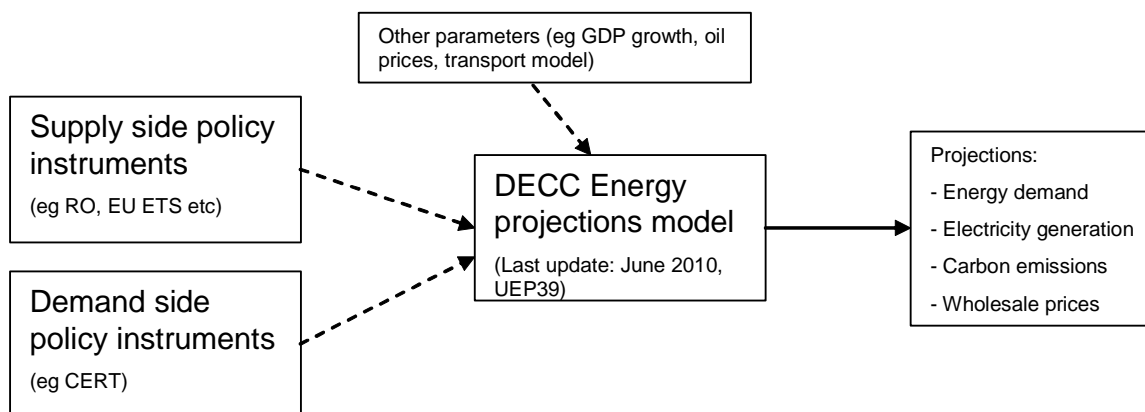 Other parameters (eg GDP growth, oil
prices, transport model)
Supply side policy
instruments
(eg RO, EU ETS etc)
DECC Energy
projections model
(Last update: June 2010,
UEP39)
Demand side
policy instruments
(eg CERT)
Projections:
- Energy demand
- Electricity generation
- Carbon emissions
- Wholesale prices